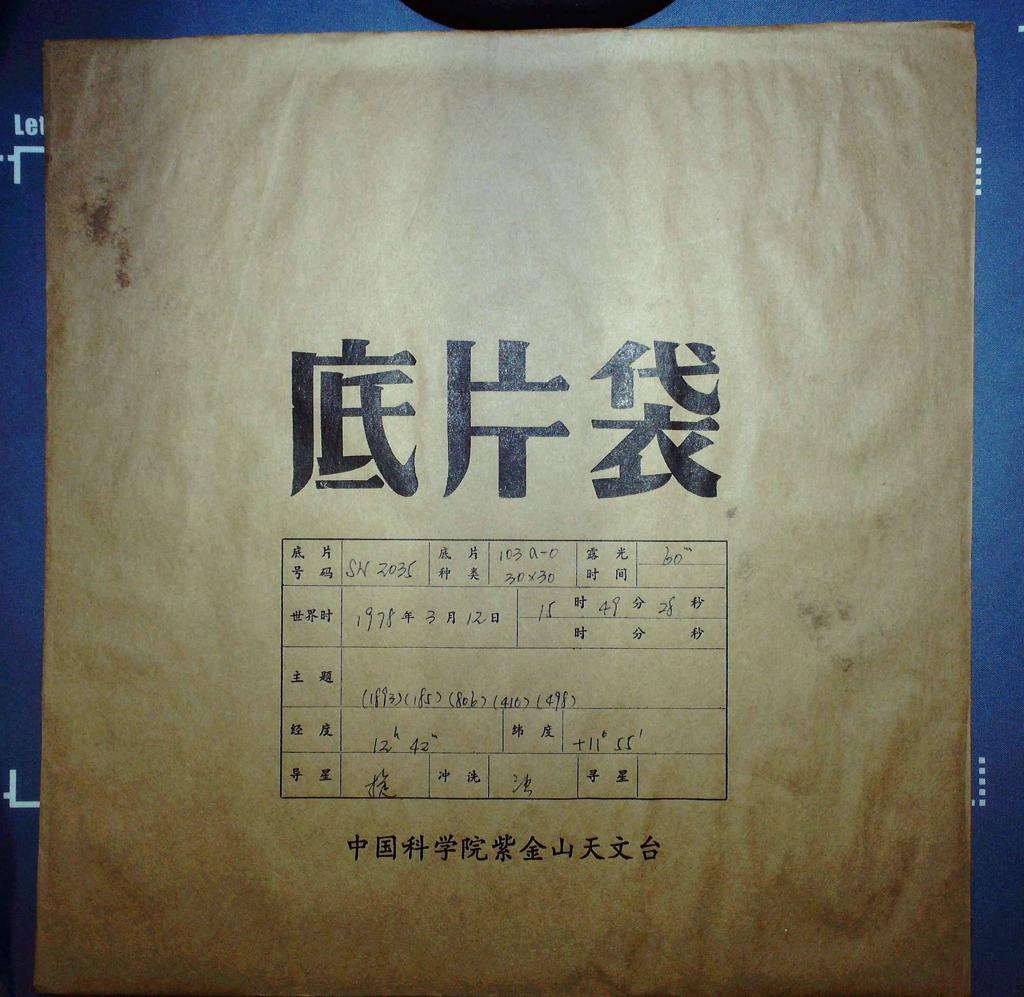 Let
底片袋
底片号码 SN 2035 底片种类 103a-O 30×30 露光时间 60m
世界时 1978年3月12日 15时49分28秒
时 分 秒
主题 (1893)(185)(806)(410)(498)
经度 12h 42m 纬度 +11° 55'
导星 冲洗 寻星
中国科学院紫金山天文台